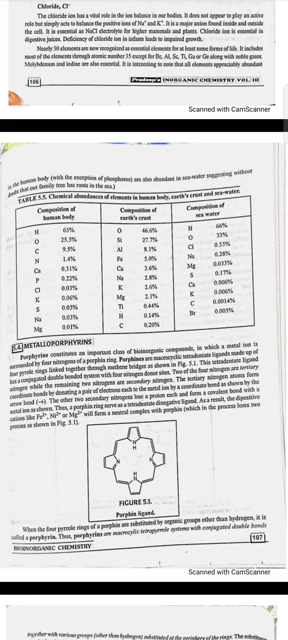 Chloride, Cl⁻
The chloride ion has a vital role in the ion balance in our bodies. It does not appear to play an active
role but simply acts to balance the positive ions of Na⁺ and K⁺. It is a major anion found inside and outside
the cell. It is essential as NaCl electrolyte for higher mammals and plants. Chloride ion is essential in
digestive juices. Deficiency of chloride ion in infants leads to impaired growth.
Nearly 30 elements are now recognized as essential elements for at least some forms of life. It includes
most of the elements through atomic number 35 except for Be, Al, Sc, Ti, Ga or Ge along with noble gases.
Molybdenum and iodine are also essential. It is interesting to note that all elements appreciably abundant
106
Pradeep's INORGANIC CHEMISTRY VOL. III
Scanned with CamScanner
in the human body (with the exception of phosphorus) are also abundant in sea-water suggesting without
doubt that our family tree has roots in the sea.)
TABLE 5.5. Chemical abundances of elements in human body, earth's crust and sea-water.
Composition of human body Composition of earth's crust Composition of sea water
H 63% O 46.6% H 66%
O 25.5% Si 27.7% O 33%
C 9.5% Al 8.1% Cl 0.33%
N 1.4% Fe 5.0% Na 0.28%
Ca 0.31% Ca 3.6% Mg 0.033%
P 0.22% Na 2.8% S 0.17%
Cl 0.03% K 2.6% Ca 0.006%
K 0.06% Mg 2.1% K 0.006%
S 0.05% Ti 0.44% C 0.0014%
Na 0.03% H 0.14% Br 0.005%
Mg 0.01% C 0.20%
5.6 METALLOPORPHYRINS
Porphyrins constitutes an important class of bioinorganic compounds, in which a metal ion is
surrounded by four nitrogens of a porphin ring. Porphines are macrocyclic tetradentate ligands made up of
four pyrole rings linked together through methene bridges as shown in Fig. 5.1. This tetradentate ligand
has a conjugated double bonded system with four nitrogen donor sites. Two of the four nitrogen are tertiary
nitrogen while the remaining two nitrogens are secondary nitrogen. The tertiary nitrogen atoms form
coordinate bonds by donating a pair of electrons each to the metal ion by a coordinate bond as shown by the
arrow head (→). The other two secondary nitrogens lose a proton each and form a covalent bond with a
metal ion as shown. Thus, a porphin ring serve as a tetradentate dinegative ligand. As a result, the dipositive
cations like Fe²⁺, Ni²⁺ or Mg²⁺ will form a neutral complex with porphin (which in the process loses two
protons as shown in Fig. 5.1).
N
H
N
N
H
N
FIGURE 5.1.
Porphin ligand.
When the four pyrole rings of a porphin are substituted by organic groups other than hydrogen, it is
called a porphyrin. Thus, porphyrins are macrocyclic tetrapyrrole systems with conjugated double bonds
BIOINORGANIC CHEMISTRY
107
Scanned with CamScanner
together with various groups (other than hydrogen) substituted at the periphery of the rings. The